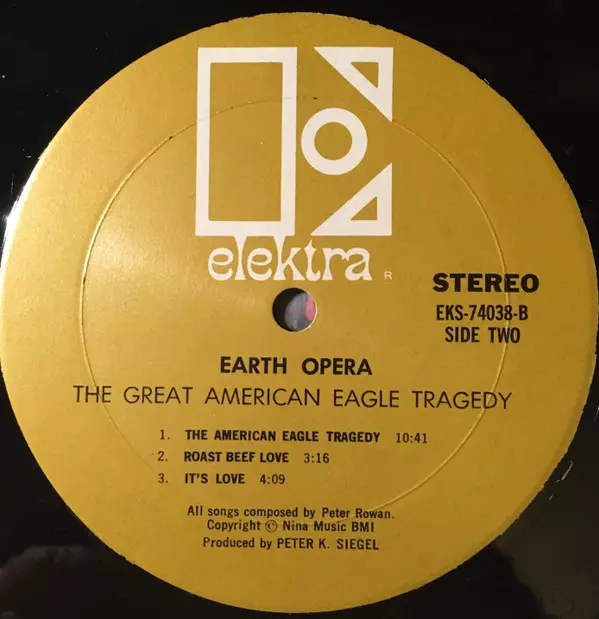 elektra R
STEREO
EKS-74038-B
SIDE TWO
EARTH OPERA
THE GREAT AMERICAN EAGLE TRAGEDY
1. THE AMERICAN EAGLE TRAGEDY 10:41
2. ROAST BEEF LOVE 3:16
3. IT'S LOVE 4:09
All songs composed by Peter Rowan.
Copyright © Nina Music BMI
Produced by PETER K. SIEGEL